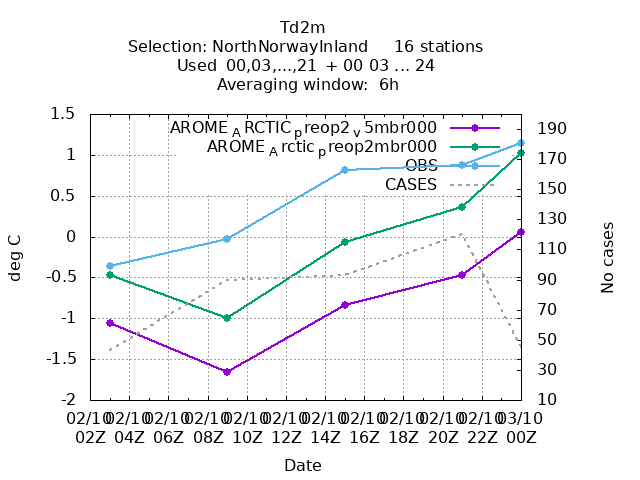 Td2m
Selection: NorthNorwayInland 16 stations
Used 00,03,...,21 + 00 03 ... 24
Averaging window: 6h
AROME_ARCTIC_preop2_v5mbr000
AROME_Arctic_preop2mbr000
OBS
CASES
1.5
1
0.5
0
-0.5
-1
-1.5
-2
deg C
190
170
150
130
110
90
70
50
30
10
No cases
02/10 02/10 02/10 02/10 02/10 02/10 02/10 02/10 02/10 02/10 02/10 03/10
02Z 04Z 06Z 08Z 10Z 12Z 14Z 16Z 18Z 20Z 22Z 00Z
Date